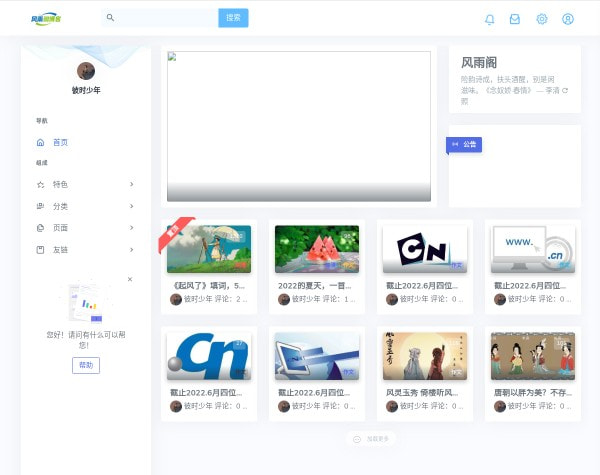 搜索
彼时少年
导航
首页
组成
特色
分类
页面
友链
您好！请问有什么可以帮
您！
帮助
风雨阁
险韵诗成，扶头酒醒，别是闲
滋味。《念奴娇·春情》 — 李清
照
公告
《起风了》填词，5...
彼时少年 评论：2 ...
2022的夏天，一首...
彼时少年 评论：1 ...
截止2022.6月四位...
彼时少年 评论：0 ...
www.
.cn
截止2022.6月四位...
彼时少年 评论：0 ...
截止2022.6月四位...
彼时少年 评论：0 ...
截止2022.6月四位...
彼时少年 评论：0 ...
风灵玉秀 倚楼听风...
彼时少年 评论：0 ...
唐朝以胖为美？不存...
彼时少年 评论：0 ...
加载更多